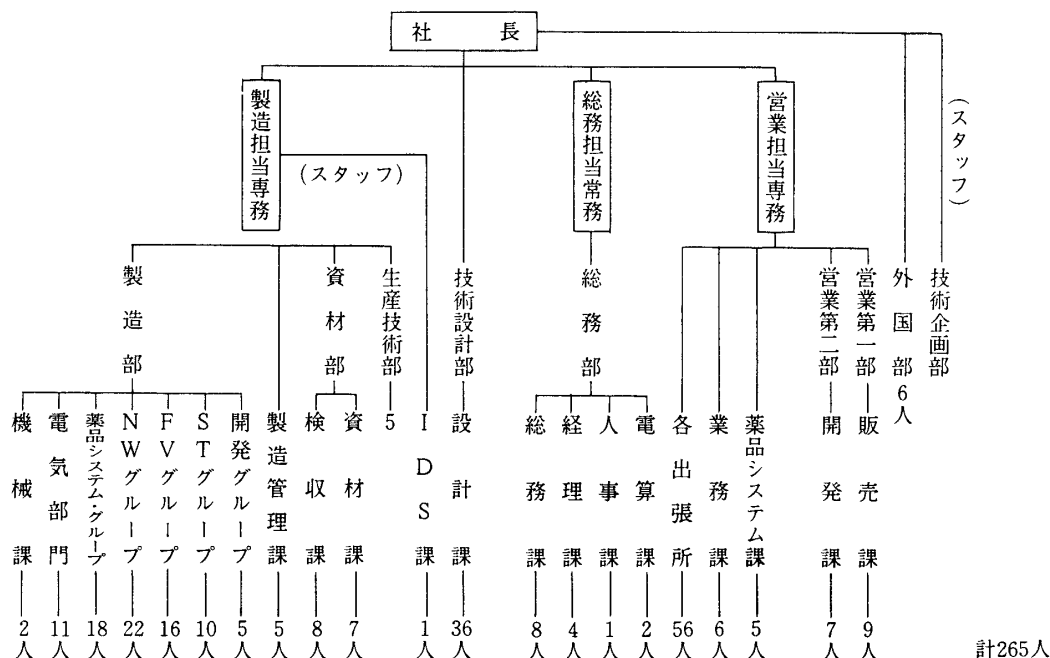 社長
製造担当専務
(スタッフ)
総務担当常務
営業担当専務
(スタッフ)
製造部
資材部
生産技術部
技術設計部
総務部
営業第二部
営業第一部
外国部
技術企画部
機械課
電気部門
薬品システム・グループ
NWグループ
FVグループ
STグループ
開発グループ
製造管理課
検収課
資材課
5
IDS課
設計課
総務課
経理課
人事課
電算課
各出張所
業務課
薬品システム課
開発課
販売課
6人
2人
11人
18人
22人
16人
10人
5人
5人
8人
7人
1人
36人
8人
4人
1人
2人
56人
6人
5人
7人
9人
計265人